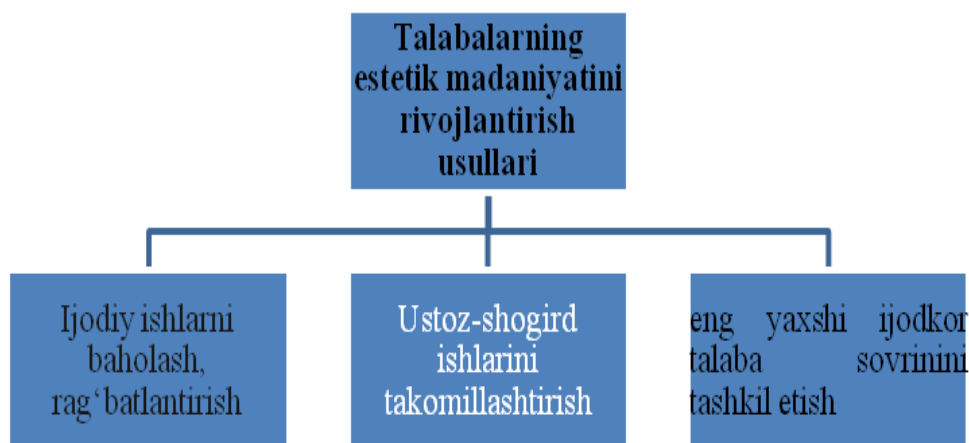 Talabalarning
estetik madaniyatini
rivojlantirish
usullari
Ijodiy ishlarni
baholash,
rag‘batlantirish
Ustoz-shogird
ishlarini
takomillashtirish
eng yaxshi ijodkor
talaba sovrinini
tashkil etish